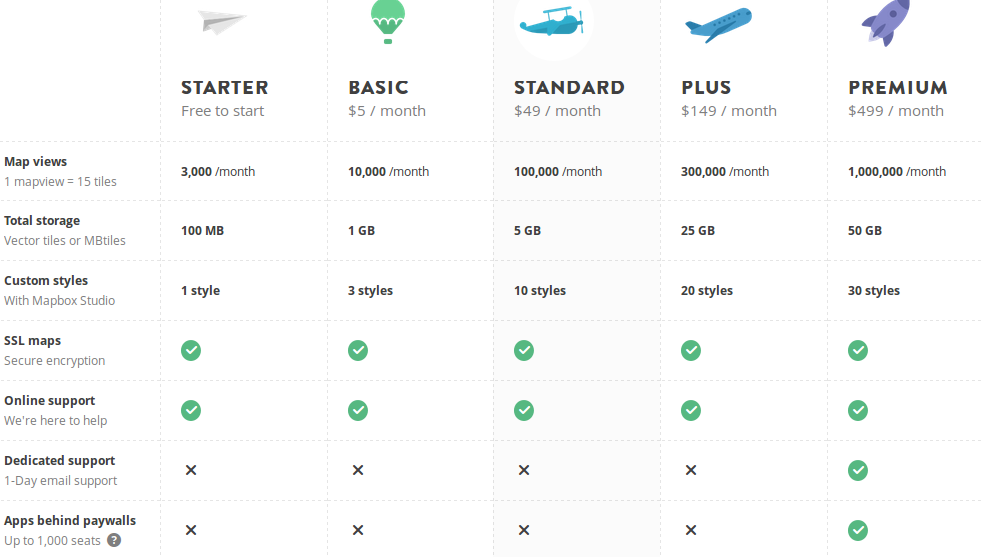 STARTER BASIC STANDARD PLUS PREMIUM
Free to start $5 / month $49 / month $149 / month $499 / month
Map views
1 mapview = 15 tiles
3,000 /month 10,000 /month 100,000 /month 300,000 /month 1,000,000 /month
Total storage
Vector tiles or MBtiles
100 MB 1 GB 5 GB 25 GB 50 GB
Custom styles
With Mapbox Studio
1 style 3 styles 10 styles 20 styles 30 styles
SSL maps
Secure encryption
Online support
We're here to help
Dedicated support
1-Day email support
Apps behind paywalls
Up to 1,000 seats ?